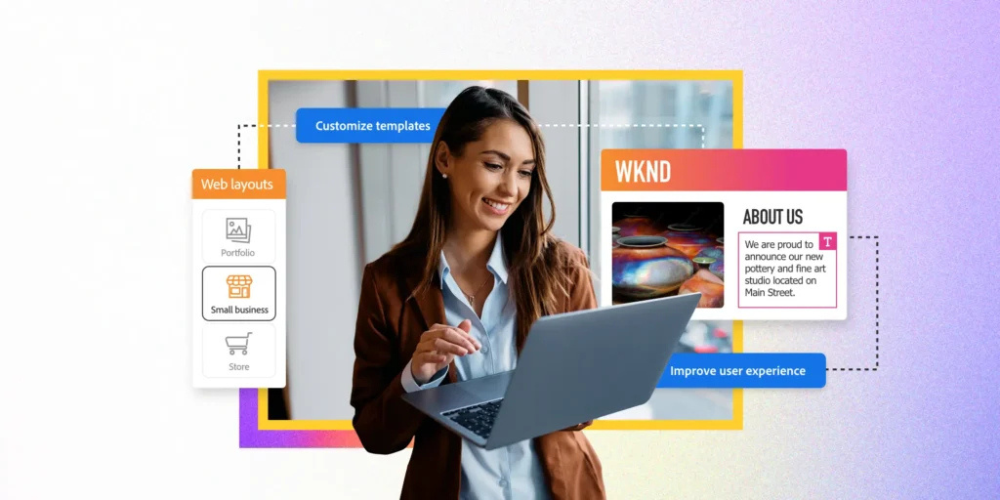 Customize templates
Web layouts
Portfolio
Small business
Store
WKND
ABOUT US
We are proud to
announce our new
pottery and fine art
studio located on
Main Street.
T
Improve user experience